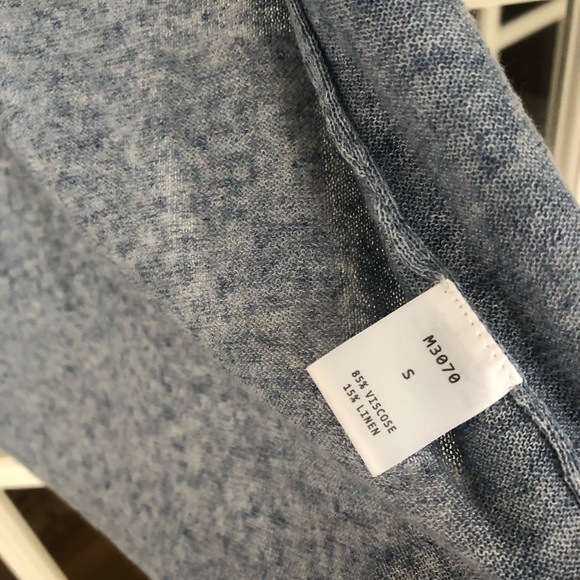 M3070
S
85% VISCOSE
15% LINEN